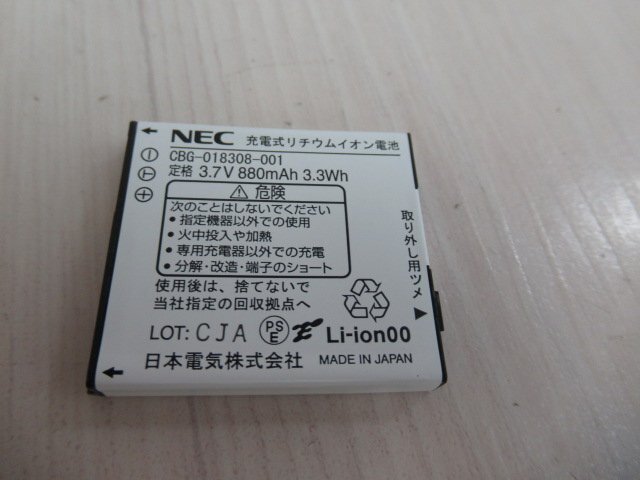 NEC 充電式リチウムイオン電池
CBG-018308-001
定格 3.7V 880mAh 3.3Wh
危険
次のことはしないでください
・指定機器以外での使用
・火中投入や加熱
・専用充電器以外での充電
・分解・改造・端子のショート
取り外し用ツメ
使用後は、捨てないで
当社指定の回収拠点へ
LOT: CJA PSE Li-ion00
日本電気株式会社 MADE IN JAPAN